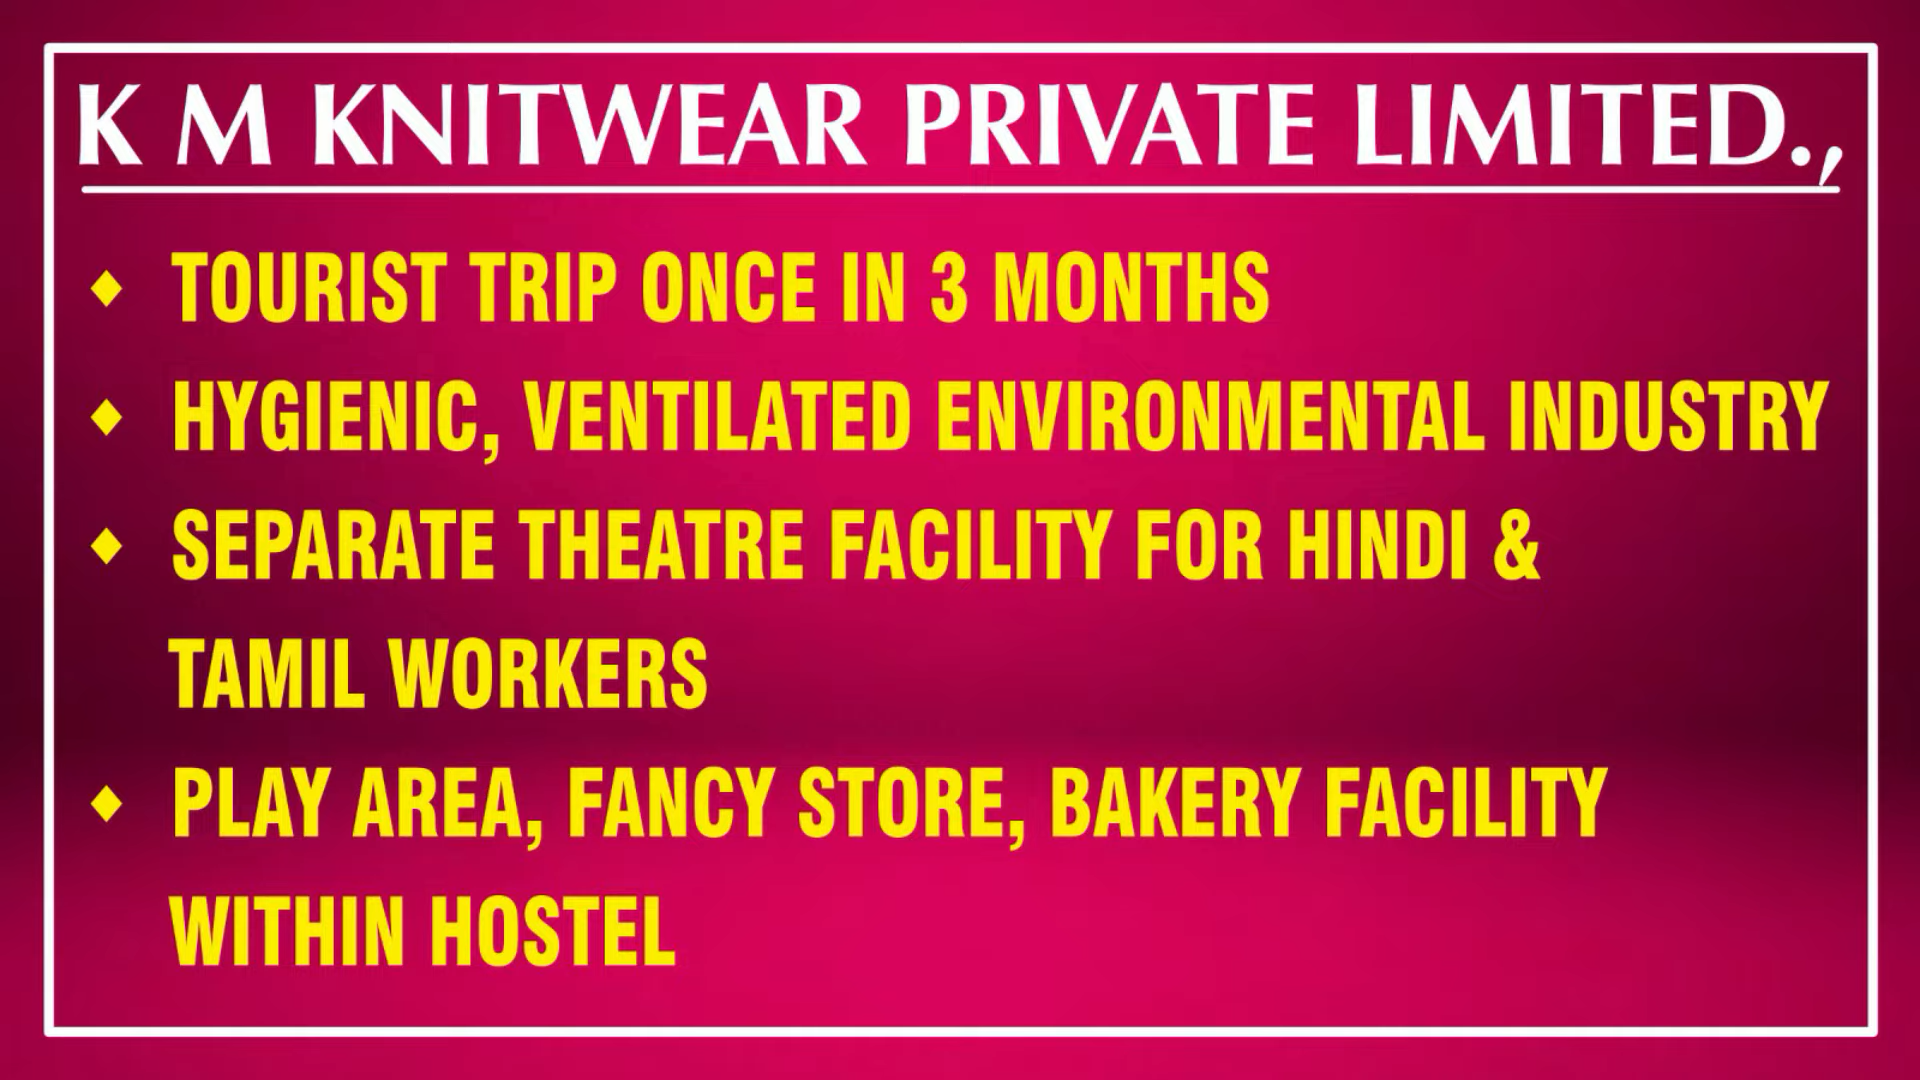 K M KNITWEAR PRIVATE LIMITED.,
♦ TOURIST TRIP ONCE IN 3 MONTHS
♦ HYGIENIC, VENTILATED ENVIRONMENTAL INDUSTRY
♦ SEPARATE THEATRE FACILITY FOR HINDI &
TAMIL WORKERS
♦ PLAY AREA, FANCY STORE, BAKERY FACILITY
WITHIN HOSTEL